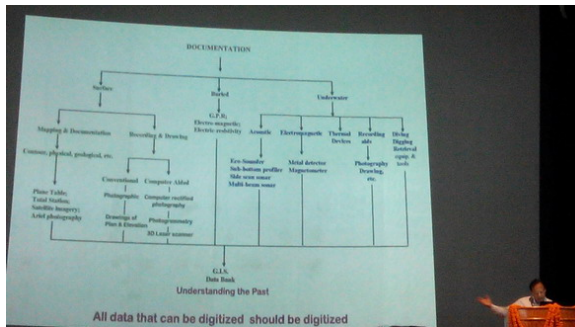 DOCUMENTATION
Surface
Buried
Underwater
G.P.R;
Electro-magnetic;
Electric resistivity
Mapping & Documentation
Recording & Drawing
Acoustic
Electromagnetic
Thermal
Devices
Recording
aids
Diving
Digging
Retrieval
equip. &
tools
Contour, physical, geological, etc.
Eco-Sounder
Sub-bottom profiler
Side scan sonar
Multi-beam sonar
Metal detector
Magnetometer
Photography
Drawing,
etc.
Conventional
Computer Aided
Plane Table;
Total Station;
Satellite Imagery;
Arial photography
Photographic
Computer rectified
photography
Drawings of
Plan & Elevation
Photogrammetry
3D Laser scanner
G.I.S.
Data Bank
Understanding the Past
All data that can be digitized should be digitized